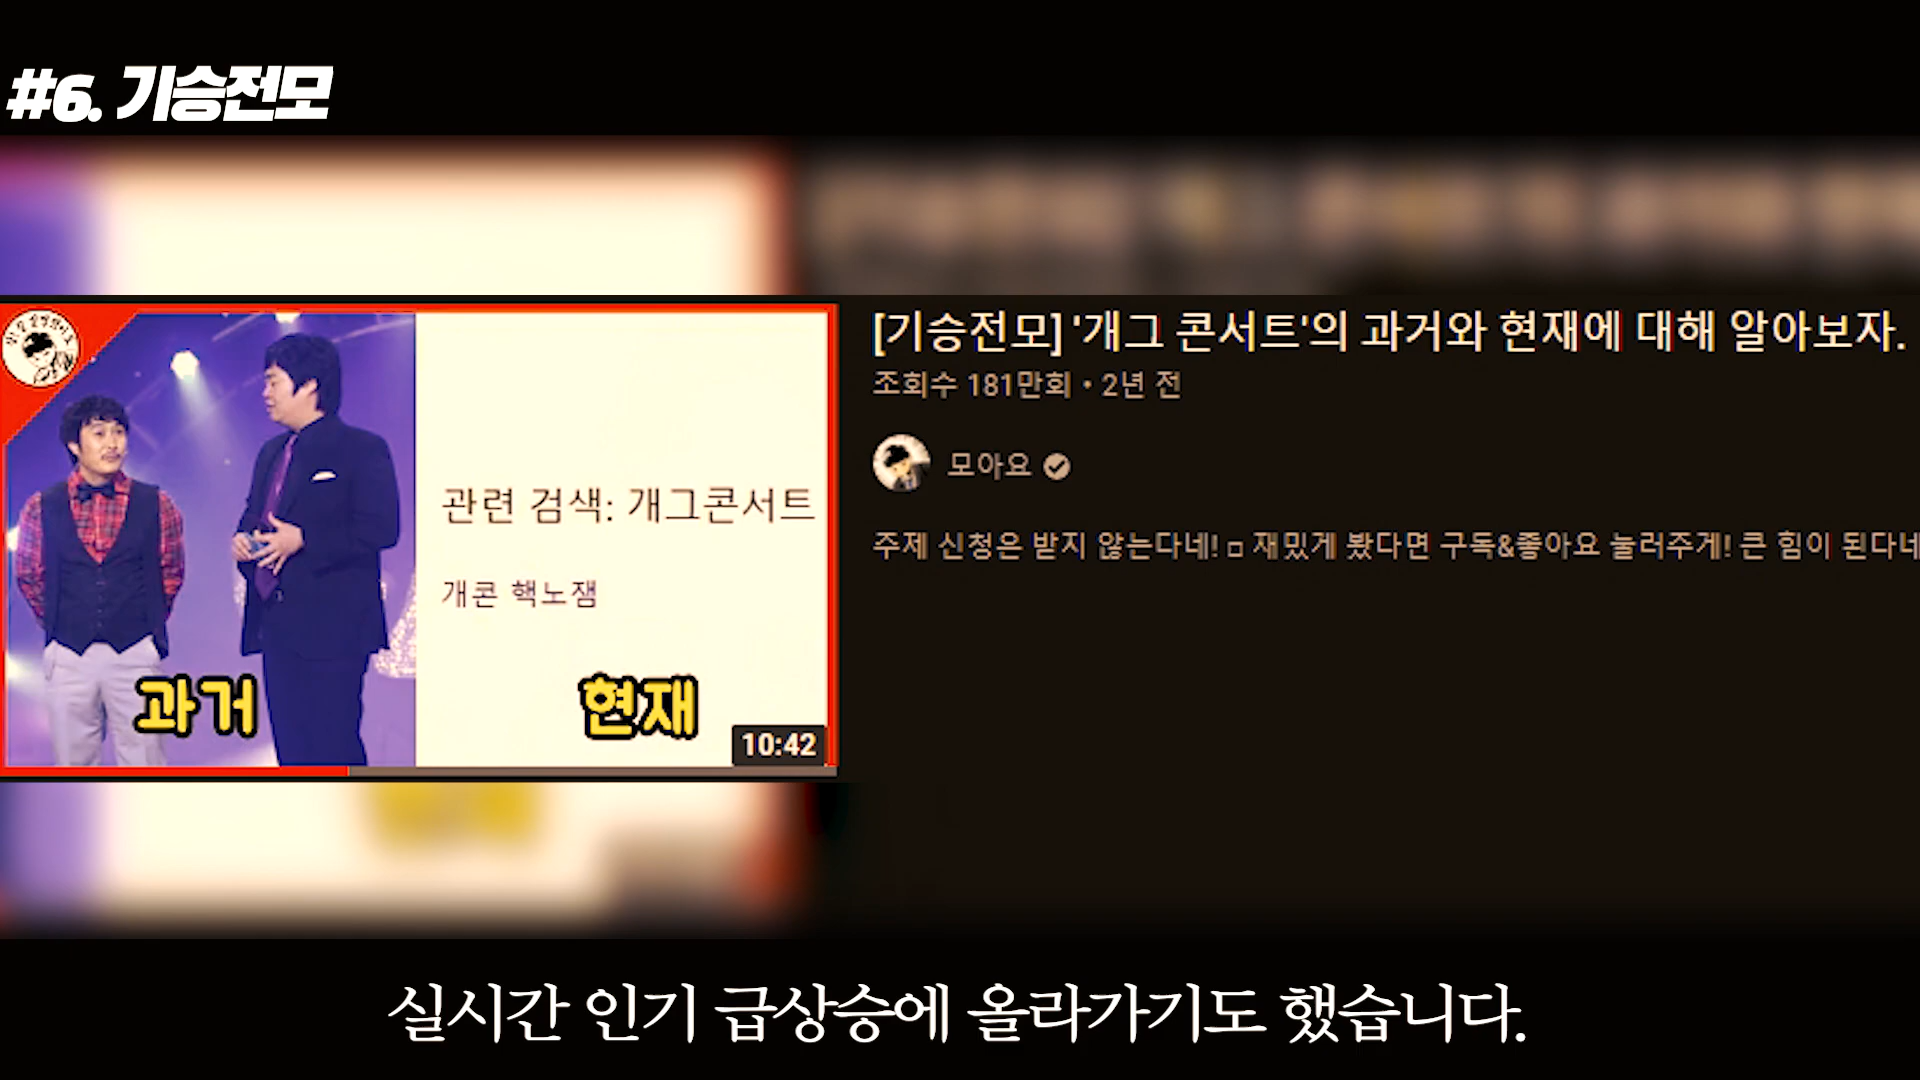 #6. 기승전모
[기승전모] '개그 콘서트'의 과거와 현재에 대해 알아보자.
조회수 181만회 • 2년 전
모아요
주제 신청은 받지 않는다네! □ 재밌게 봤다면 구독&좋아요 눌러주게! 큰 힘이 된다네
관련 검색: 개그콘서트
개콘 핵노잼
과거
현재
10:42
실시간 인기 급상승에 올라가기도 했습니다.